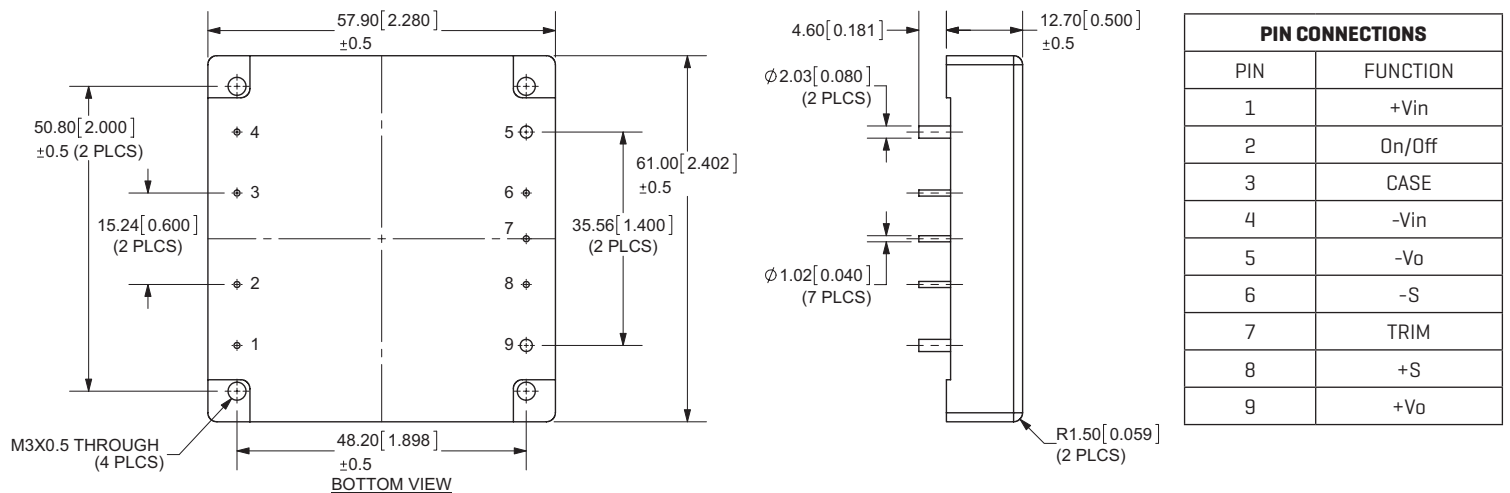 57.90[2.280]
±0.5
50.80[2.000]
±0.5 (2 PLCS)
15.24[0.600]
(2 PLCS)
4
3
2
1
5
6
7
8
9
61.00[2.402]
±0.5
35.56[1.400]
(2 PLCS)
M3X0.5 THROUGH
(4 PLCS)
48.20[1.898]
±0.5
BOTTOM VIEW
4.60[0.181]
12.70[0.500]
±0.5
∅2.03[0.080]
(2 PLCS)
∅1.02[0.040]
(7 PLCS)
R1.50[0.059]
(2 PLCS)
PIN CONNECTIONS
PIN FUNCTION
1 +Vin
2 On/Off
3 CASE
4 -Vin
5 -Vo
6 -S
7 TRIM
8 +S
9 +Vo